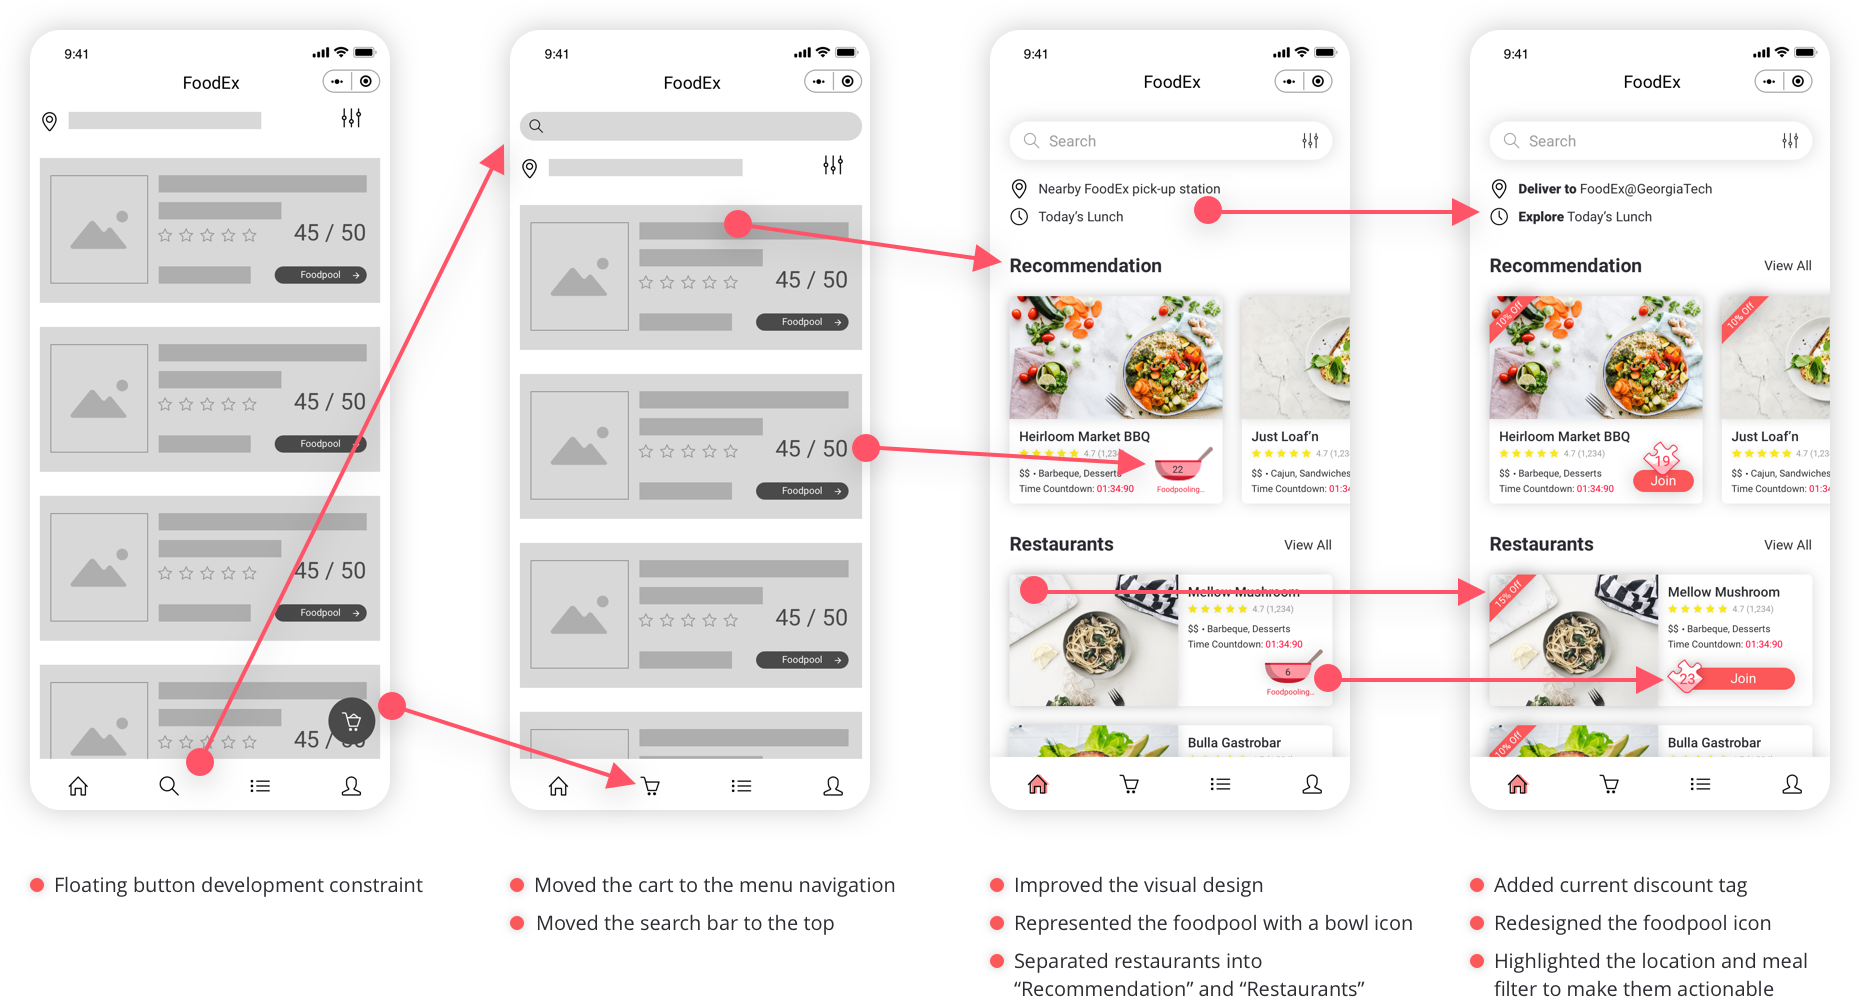 9:41
FoodEx
45 / 50
Foodpool
45 / 50
Foodpool
45 / 50
Foodpool
45 /
Floating button development constraint
9:41
FoodEx
45 / 50
Foodpool
45 / 50
Foodpool
45 / 50
Foodpool
Moved the cart to the menu navigation
Moved the search bar to the top
9:41
FoodEx
Search
Nearby FoodEx pick-up station
Today's Lunch
Recommendation
Heirloom Market BBQ
4.7 (1,234
$$ • Barbeque, Desserts
Time Countdown: 01:34:90
22
Foodpooling...
Just Loaf'n
4.7 (1,23
$$ • Cajun, Sandwiches
Time Countdown: 01:34
Restaurants View All
Mellow Mushroom
4.7 (1,234)
$$ • Barbeque, Desserts
Time Countdown: 01:34:90
6
Foodpooling...
Bulla Gastrobar
Improved the visual design
Represented the foodpool with a bowl icon
Separated restaurants into
“Recommendation” and “Restaurants”
9:41
FoodEx
Search
Deliver to FoodEx@GeorgiaTech
Explore Today's Lunch
Recommendation View All
10% Off
Heirloom Market BBQ
4.7 (1,234)
$$ • Barbeque, Desserts
Time Countdown: 01:34:90
19
Join
10% Off
Just Loaf'n
4.7 (1,23
$$ • Cajun, Sandwiches
Time Countdown: 01:34
Restaurants View All
15% Off
Mellow Mushroom
4.7 (1,234)
$$ • Barbeque, Desserts
Time Countdown: 01:34:90
23
Join
10% Off
Bulla Gastrobar
Added current discount tag
Redesigned the foodpool icon
Highlighted the location and meal
filter to make them actionable